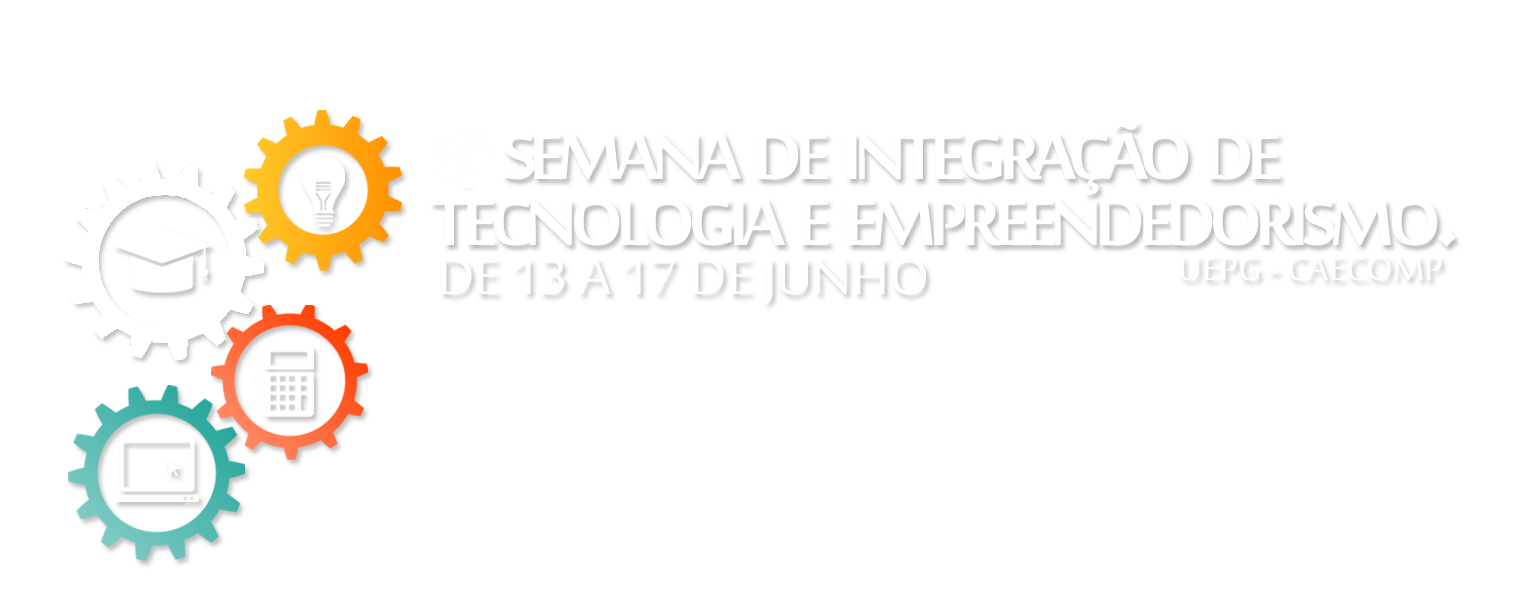 SEMANA DE INTEGRAÇÃO DE
TECNOLOGIA E EMPREENDEDORISMO.
DE 13 A 17 DE JUNHO
UEPG - CAECOMP